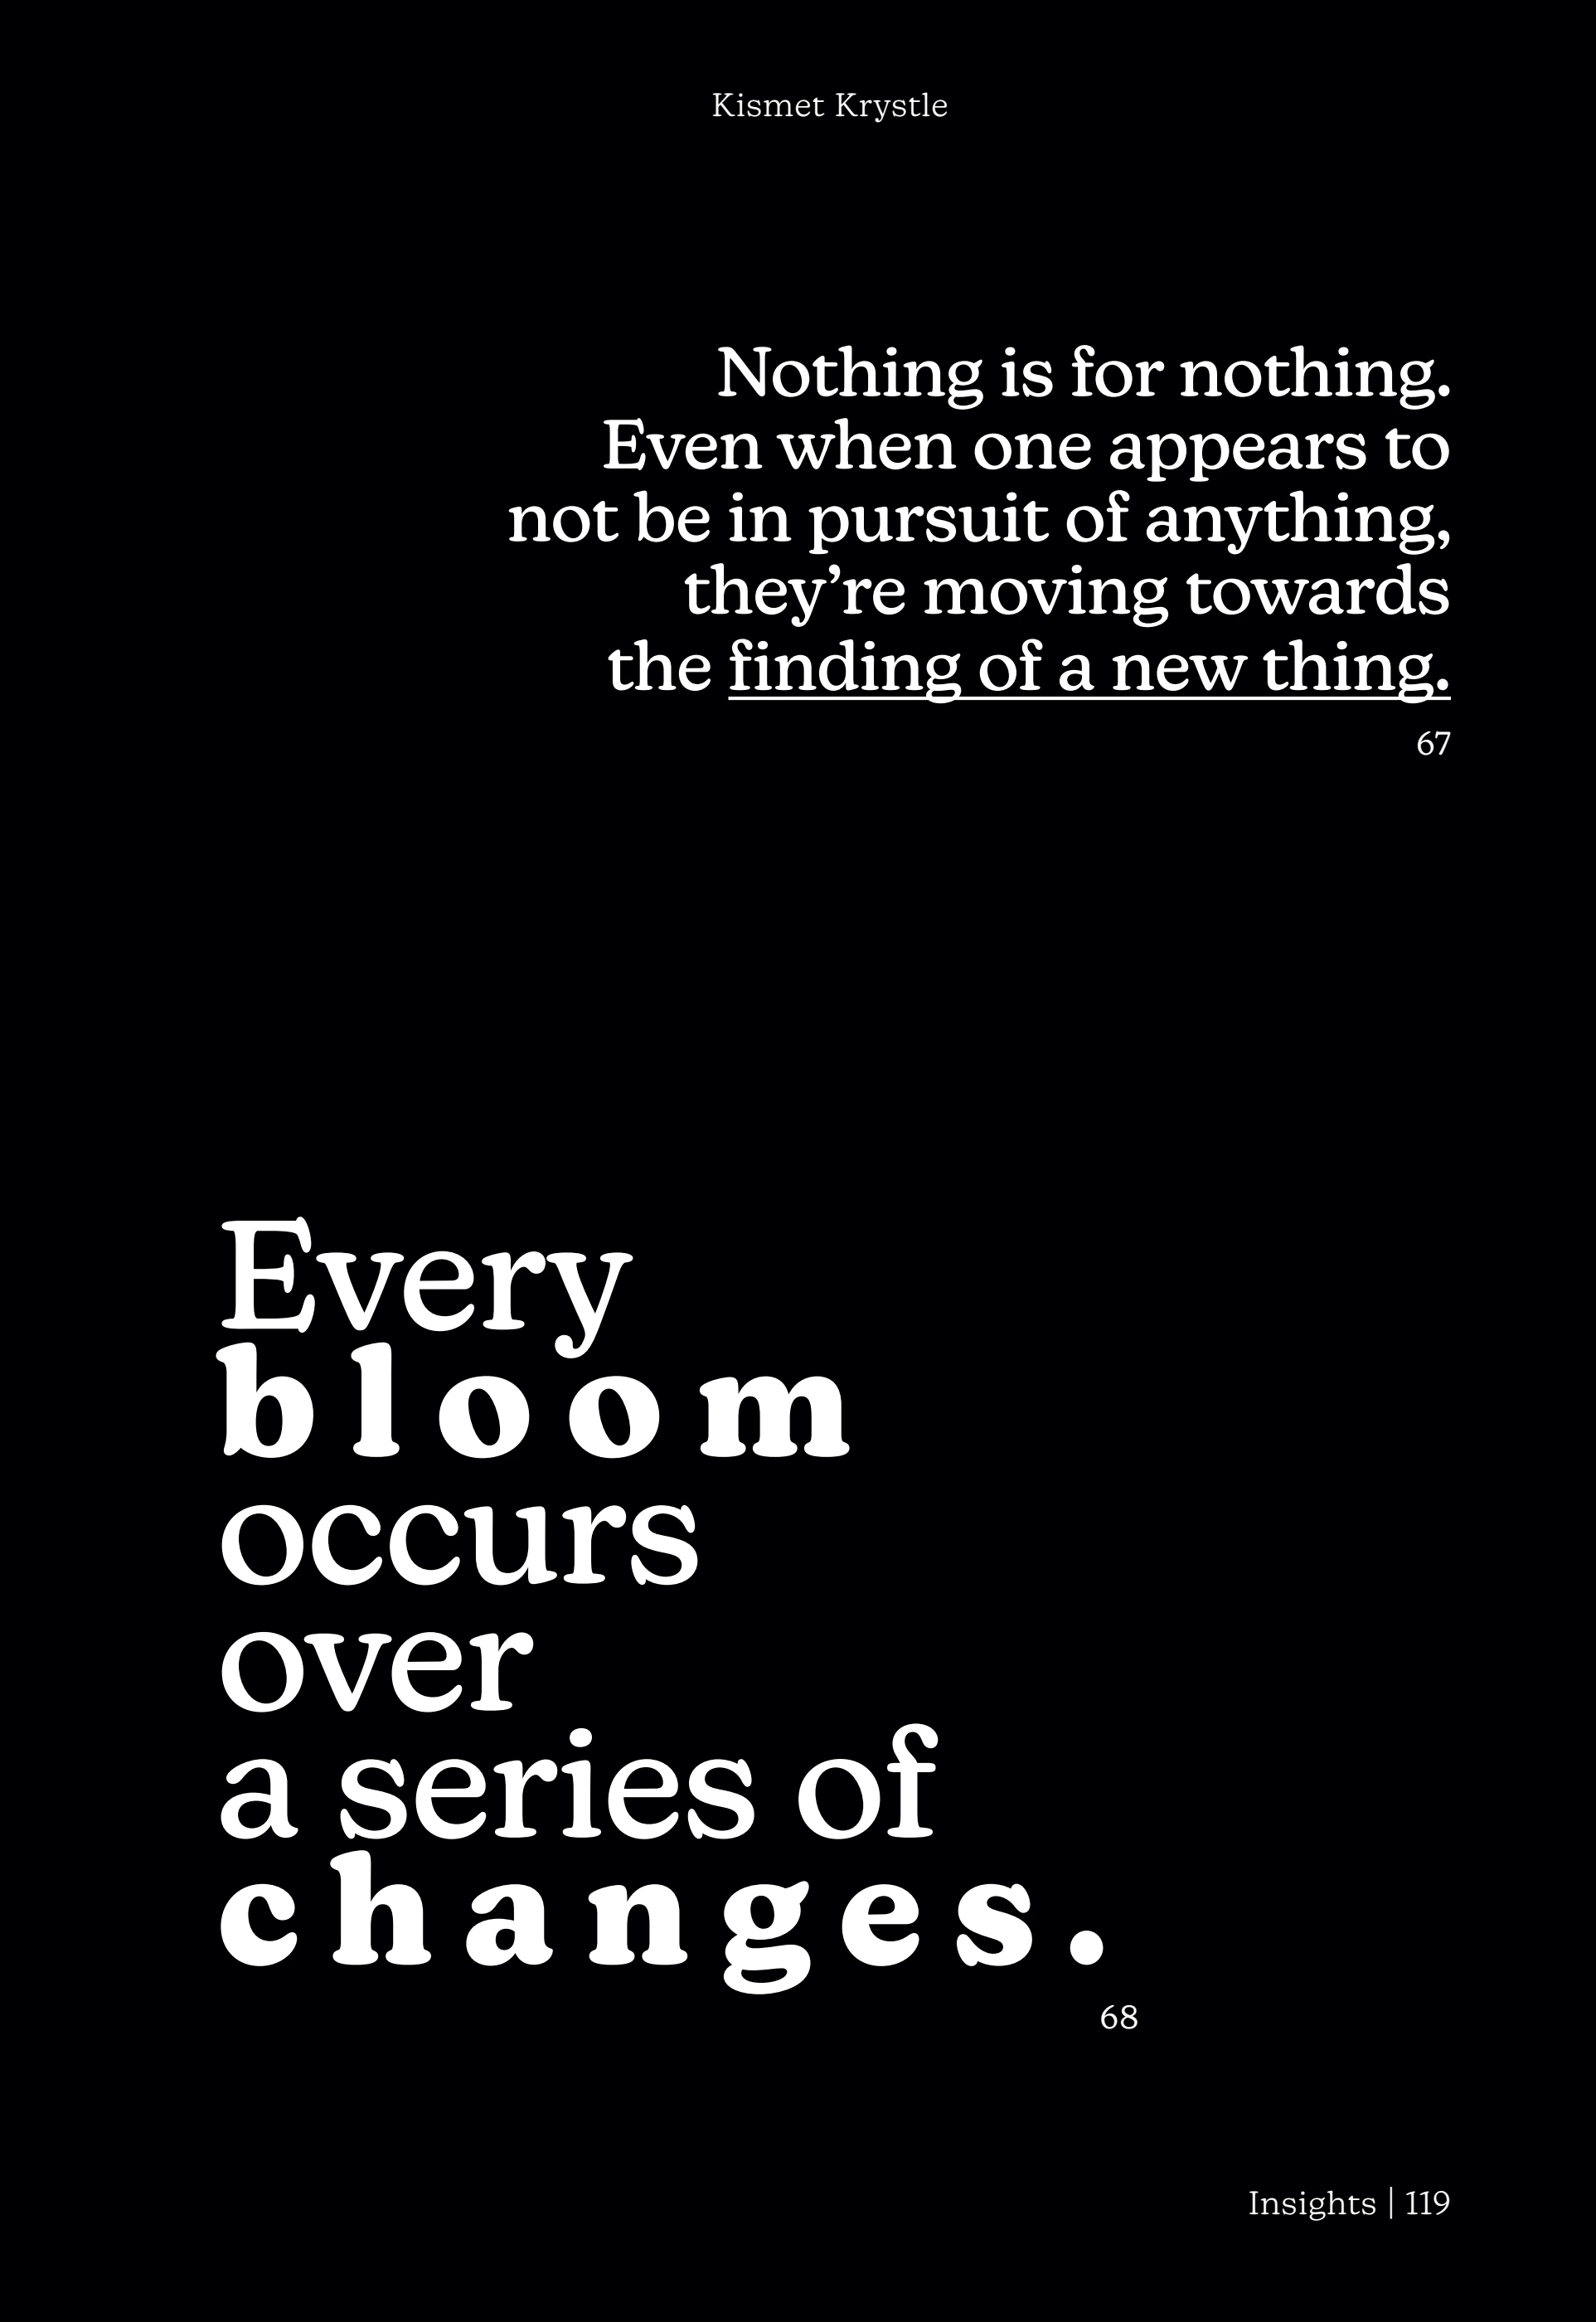 Kismet Krystle
Nothing is for nothing.
Even when one appears to
not be in pursuit of anything,
they’re moving towards
the finding of a new thing.
67
Every
bloom
occurs
over
a series of
changes.
68
Insights | 119